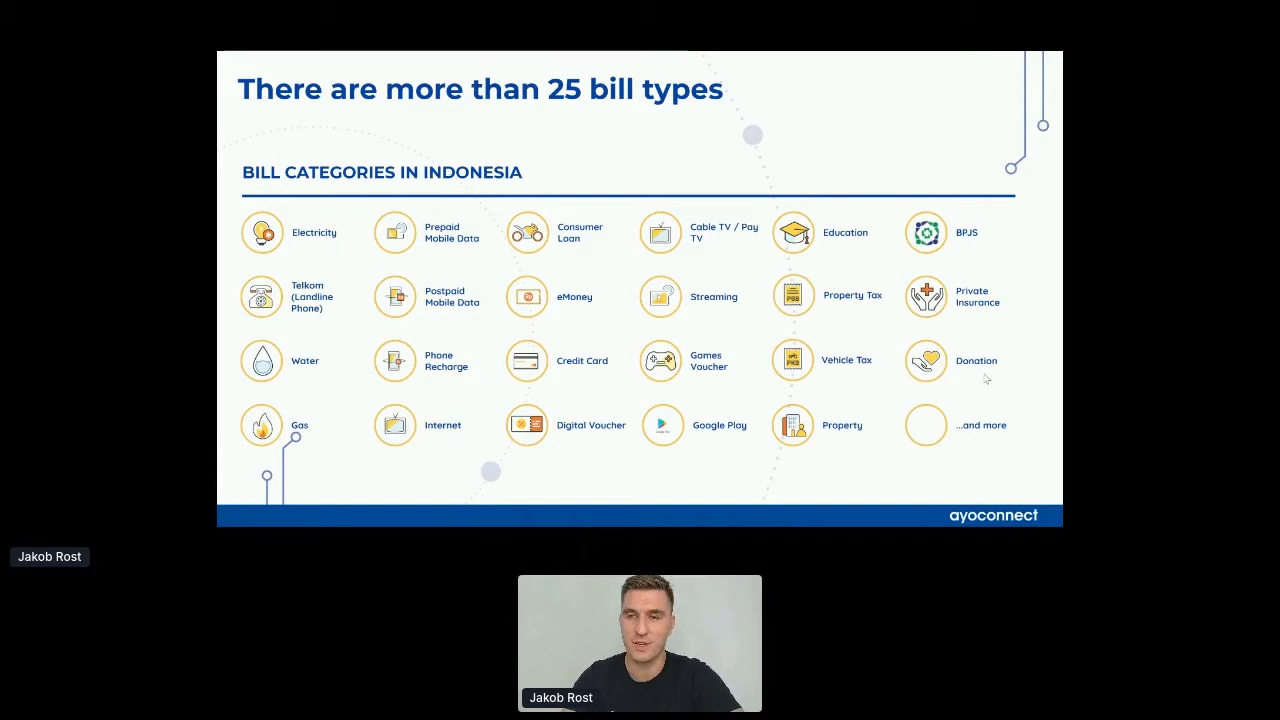 There are more than 25 bill types
BILL CATEGORIES IN INDONESIA
Electricity
Prepaid
Mobile Data
Consumer
Loan
Cable TV / Pay
TV
Education
BPJS
Telkom
(Landline
Phone)
Postpaid
Mobile Data
eMoney
Streaming
PBB
Property Tax
Private
Insurance
Water
Phone
Recharge
Credit Card
Games
Voucher
PKB
Vehicle Tax
Donation
Gas
Internet
Digital Voucher
Google Play
Property
...and more
ayoconnect
Jakob Rost
Jakob Rost